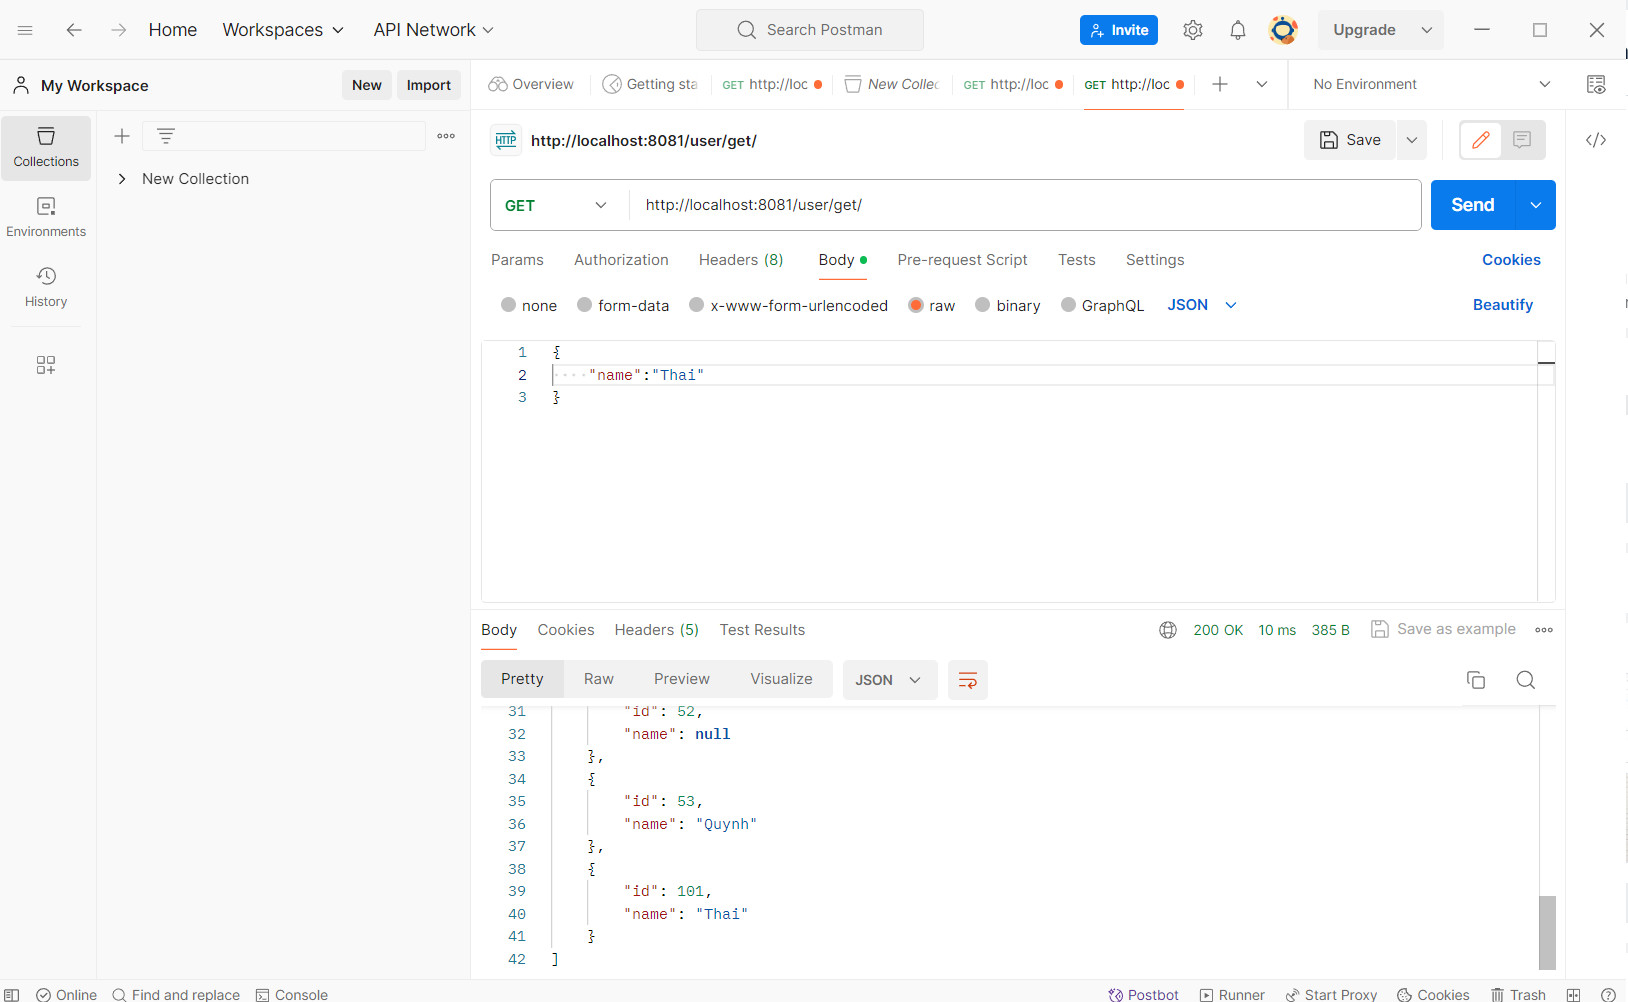 Home Workspaces API Network Search Postman Invite Upgrade
My Workspace New Import Overview Getting sta GET http://loc New Collec GET http://loc GET http://loc No Environment
Collections
Environments
History
New Collection
HTTP http://localhost:8081/user/get/ Save
GET http://localhost:8081/user/get/ Send
Params Authorization Headers (8) Body Pre-request Script Tests Settings Cookies
none form-data x-www-form-urlencoded raw binary GraphQL JSON Beautify
1 {
2 "name":"Thai"
3 }
Body Cookies Headers (5) Test Results 200 OK 10 ms 385 B Save as example
Pretty Raw Preview Visualize JSON
31 "id": 52,
32 "name": null
33 },
34 {
35 "id": 53,
36 "name": "Quynh"
37 },
38 {
39 "id": 101,
40 "name": "Thai"
41 }
42 ]
Online Find and replace Console Postbot Runner Start Proxy Cookies Trash